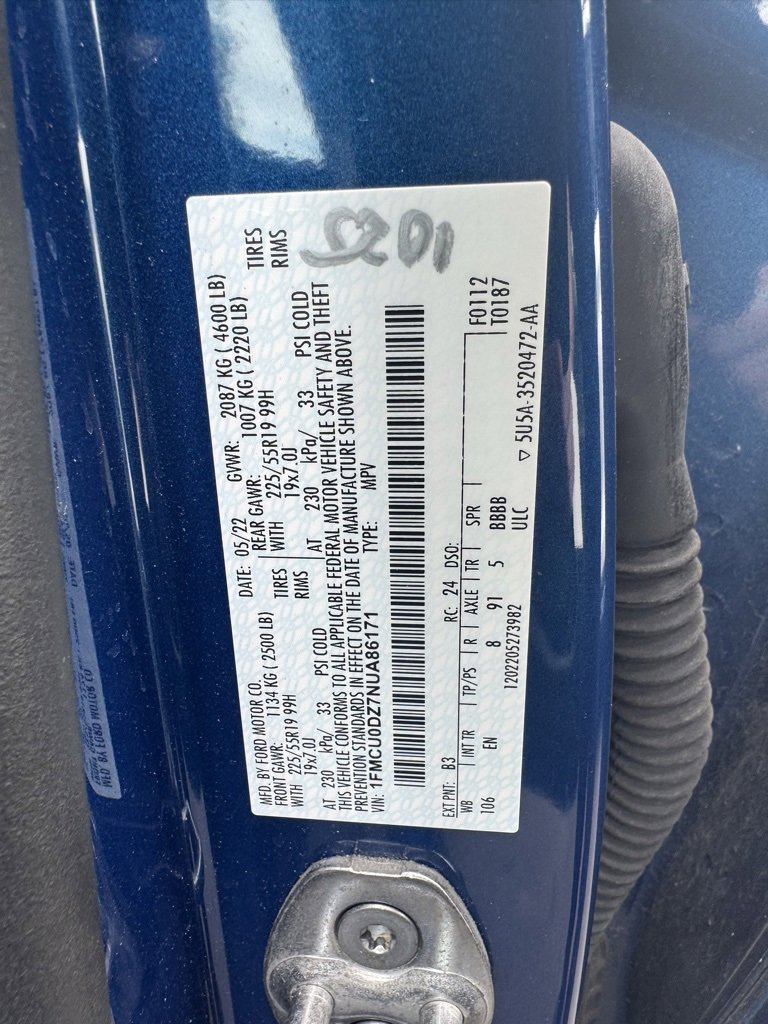 MFD. BY FORD MOTOR CO.
DATE: 05/22
GVWR: 2087 KG ( 4600 LB)
FRONT GAWR: 1134 KG ( 2500 LB)
REAR GAWR: 1007 KG ( 2220 LB)
WITH 225/55R19 99H TIRES
WITH 225/55R19 99H TIRES
19x7.0J RIMS
19x7.0J RIMS
AT 230 kPa/ 33 PSI COLD
AT 230 kPa/ 33 PSI COLD
THIS VEHICLE CONFORMS TO ALL APPLICABLE FEDERAL MOTOR VEHICLE SAFETY AND THEFT
PREVENTION STANDARDS IN EFFECT ON THE DATE OF MANUFACTURE SHOWN ABOVE.
VIN: 1FMCU0DZ7NUA86171
TYPE: MPV
EXT PNT: B3 RC: 24 DSO:
WB INT TR TP/PS R AXLE TR SPR F0112
106 EN 8 91 5 BBBB T0187
1202205273982 ULC
▽ 5U5A-3520472-AA